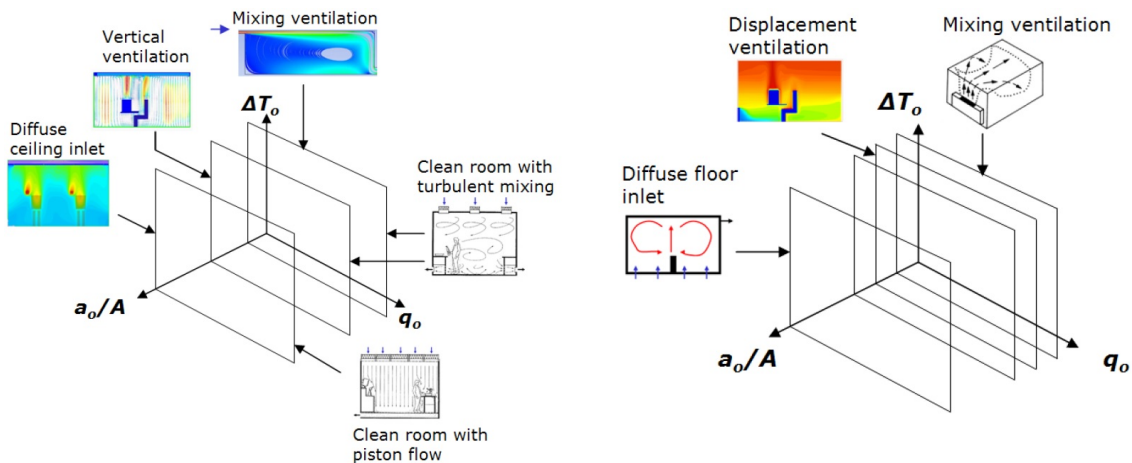 Mixing ventilation
Vertical
ventilation
ΔTₒ
Diffuse
ceiling inlet
Clean room with
turbulent mixing
aₒ/A
qₒ
Clean room with
piston flow
Displacement
ventilation
Mixing ventilation
ΔTₒ
Diffuse floor
inlet
aₒ/A
qₒ